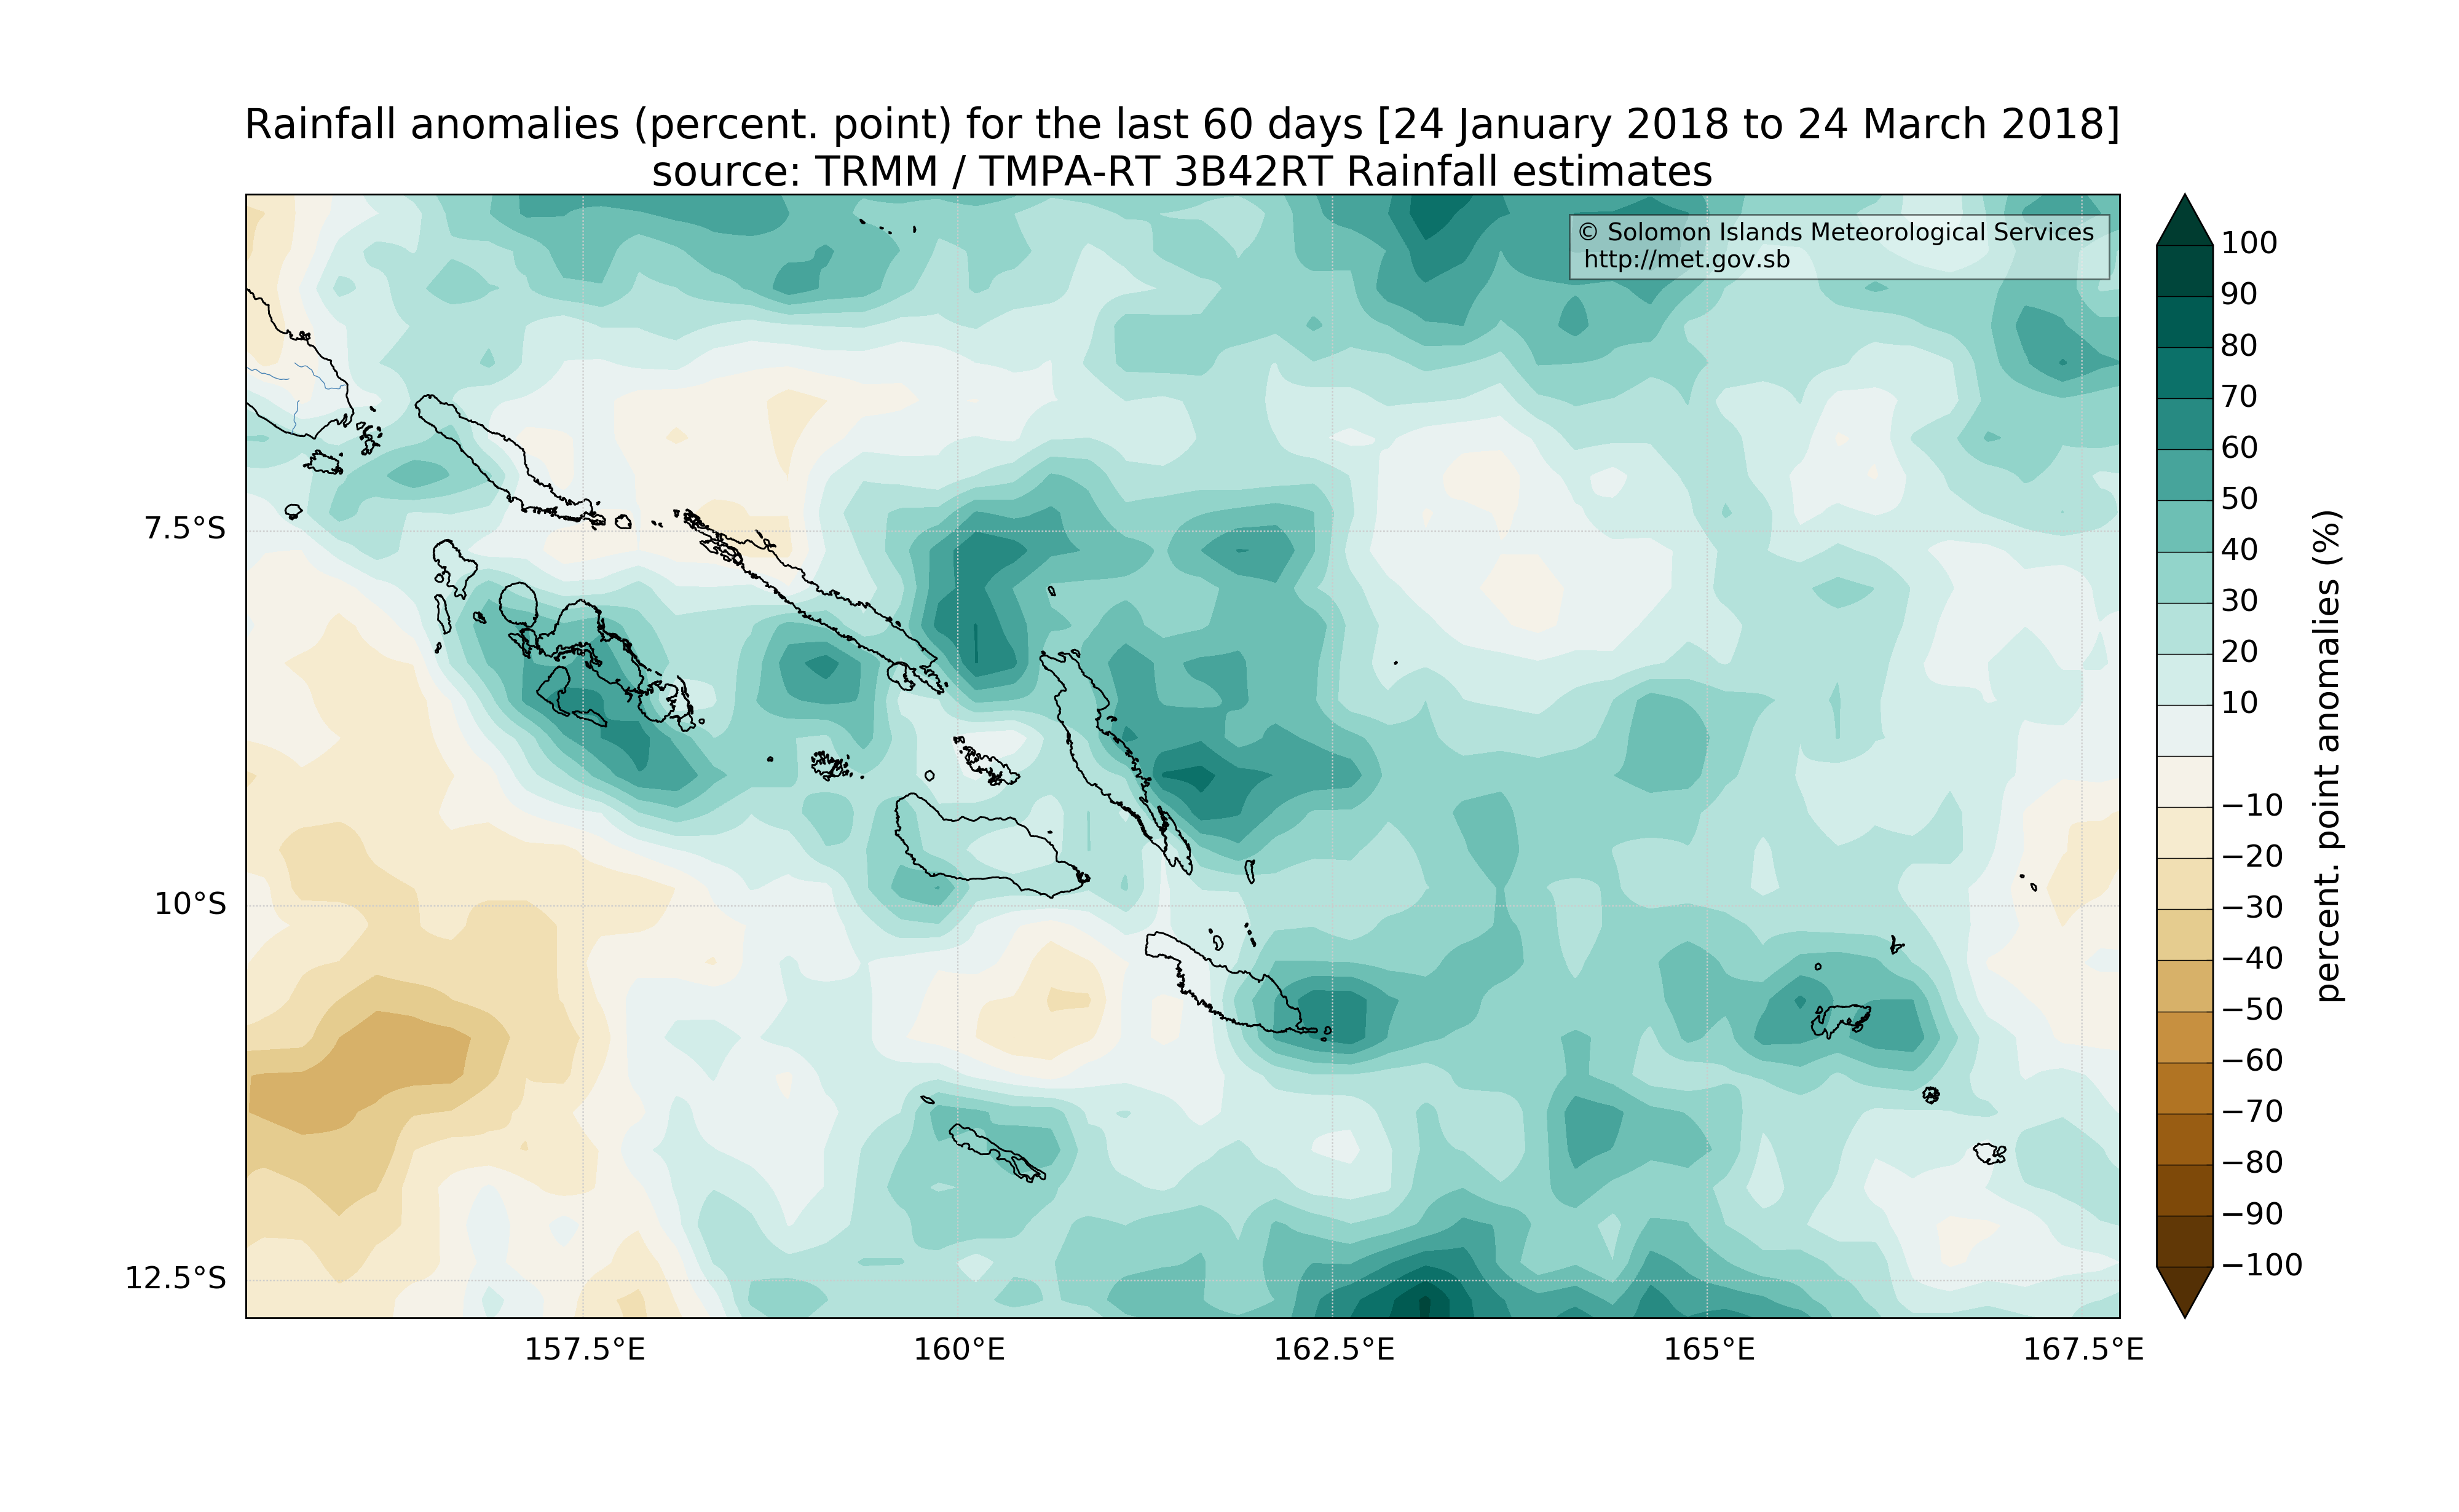 Rainfall anomalies (percent. point) for the last 60 days [24 January 2018 to 24 March 2018]
source: TRMM / TMPA-RT 3B42RT Rainfall estimates
© Solomon Islands Meteorological Services
http://met.gov.sb
7.5°S
10°S
12.5°S
157.5°E
160°E
162.5°E
165°E
167.5°E
100
90
80
70
60
50
40
30
20
10
−10
−20
−30
−40
−50
−60
−70
−80
−90
−100
percent. point anomalies (%)